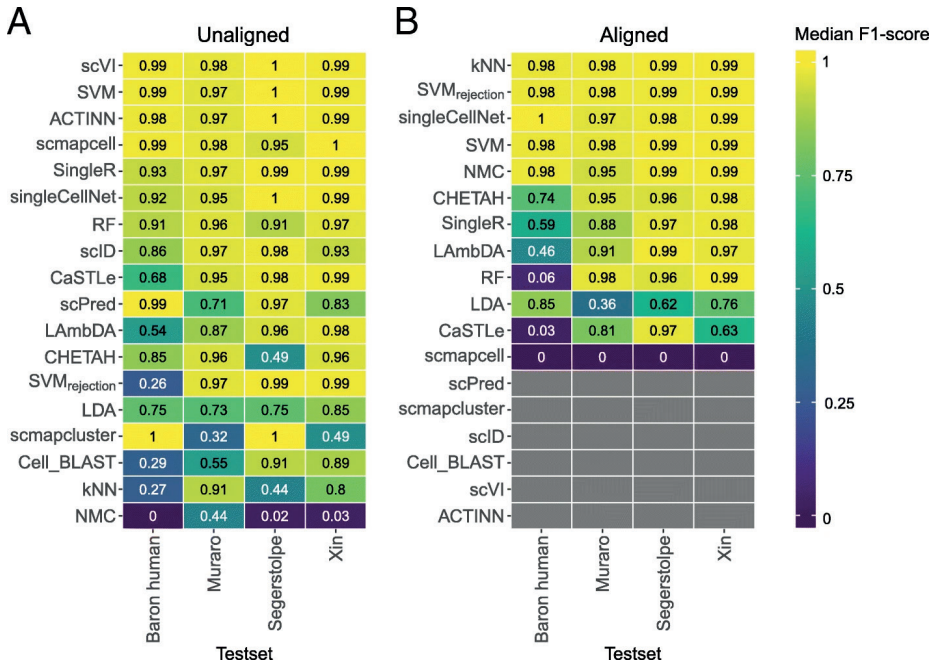 A
Unaligned
scVI 0.99 0.98 1 0.99
SVM 0.99 0.97 1 0.99
ACTINN 0.98 0.97 1 0.99
scmapcell 0.99 0.98 0.95 1
SingleR 0.93 0.97 0.99 0.99
singleCellNet 0.92 0.95 1 0.99
RF 0.91 0.96 0.91 0.97
scID 0.86 0.97 0.98 0.93
CaSTLe 0.68 0.95 0.98 0.99
scPred 0.99 0.71 0.97 0.83
LAmbDA 0.54 0.87 0.96 0.98
CHETAH 0.85 0.96 0.49 0.96
SVMrejection 0.26 0.97 0.99 0.99
LDA 0.75 0.73 0.75 0.85
scmapcluster 1 0.32 1 0.49
Cell_BLAST 0.29 0.55 0.91 0.89
kNN 0.27 0.91 0.44 0.8
NMC 0 0.44 0.02 0.03
Baron human
Muraro
Segerstolpe
Xin
Testset
B
Aligned
kNN 0.98 0.98 0.99 0.99
SVMrejection 0.98 0.98 0.99 0.99
singleCellNet 1 0.97 0.98 0.99
SVM 0.98 0.98 0.99 0.99
NMC 0.98 0.95 0.99 0.99
CHETAH 0.74 0.95 0.96 0.98
SingleR 0.59 0.88 0.97 0.98
LAmbDA 0.46 0.91 0.99 0.97
RF 0.06 0.98 0.96 0.99
LDA 0.85 0.36 0.62 0.76
CaSTLe 0.03 0.81 0.97 0.63
scmapcell 0 0 0 0
scPred
scmapcluster
scID
Cell_BLAST
scVI
ACTINN
Baron human
Muraro
Segerstolpe
Xin
Testset
Median F1-score
1
0.75
0.5
0.25
0